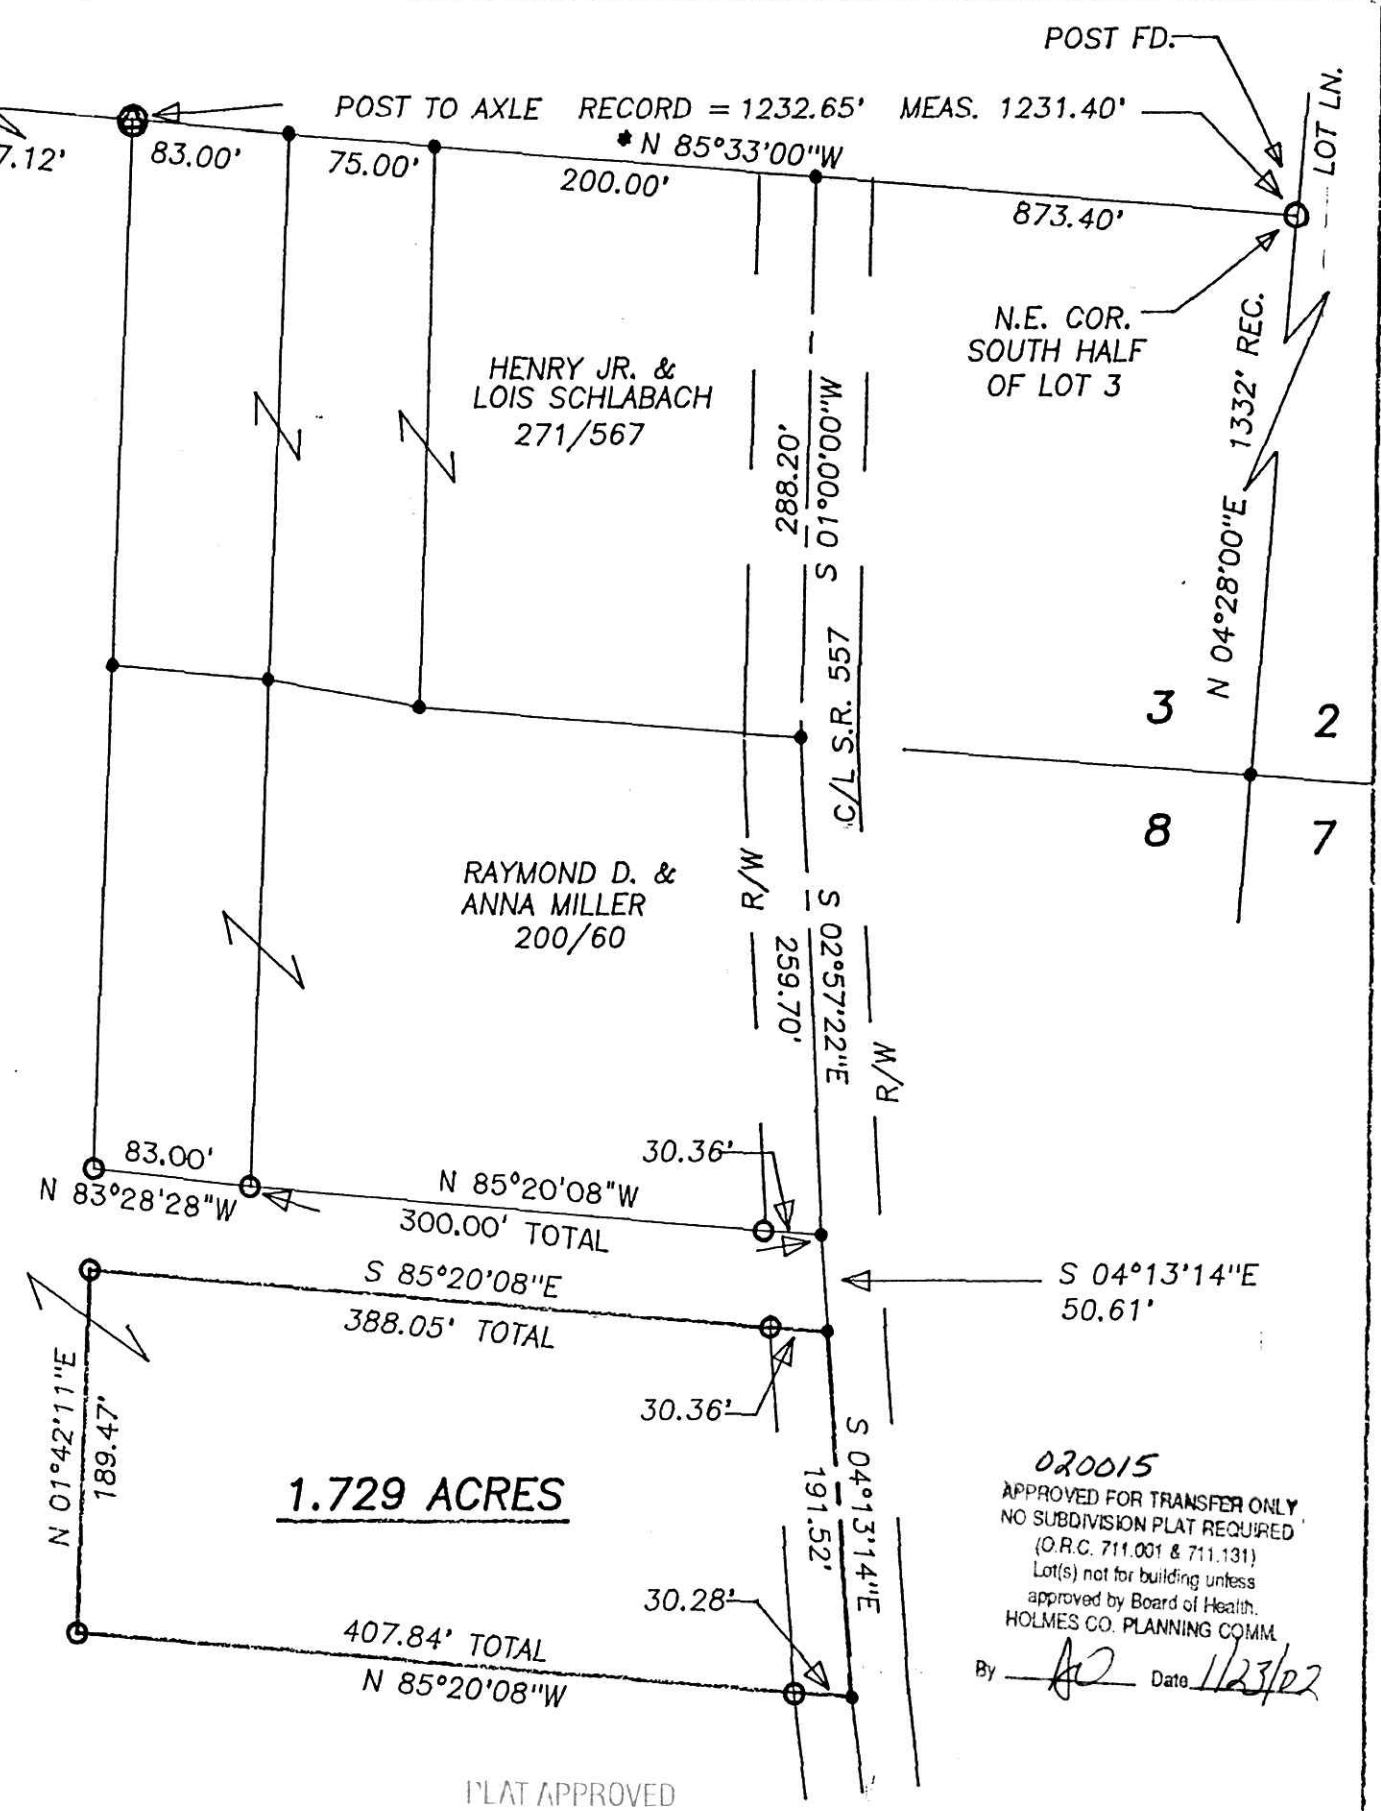 POST FD.
LOT LN.
POST TO AXLE RECORD = 1232.65' MEAS. 1231.40'
* N 85°33'00"W
7.12'
83.00'
75.00'
200.00'
873.40'
N.E. COR.
SOUTH HALF
OF LOT 3
1332' REC.
N 04°28'00"E
HENRY JR. &
LOIS SCHLABACH
271/567
288.20'
S 01°00'00"W
C/L S.R. 557
3
2
8
7
RAYMOND D. &
ANNA MILLER
200/60
R/W
S 02°57'22"E
259.70'
R/W
83.00'
N 83°28'28"W
30.36'
N 85°20'08"W
300.00' TOTAL
S 85°20'08"E
388.05' TOTAL
S 04°13'14"E
50.61'
30.36'
N 01°42'11"E
189.47'
1.729 ACRES
S 04°13'14"E
191.52'
30.28'
407.84' TOTAL
N 85°20'08"W
020015
APPROVED FOR TRANSFER ONLY
NO SUBDIVISION PLAT REQUIRED
(O.R.C. 711.001 & 711.131)
Lot(s) not for building unless
approved by Board of Health.
HOLMES CO. PLANNING COMM.
By Date 1/23/02
PLAT APPROVED